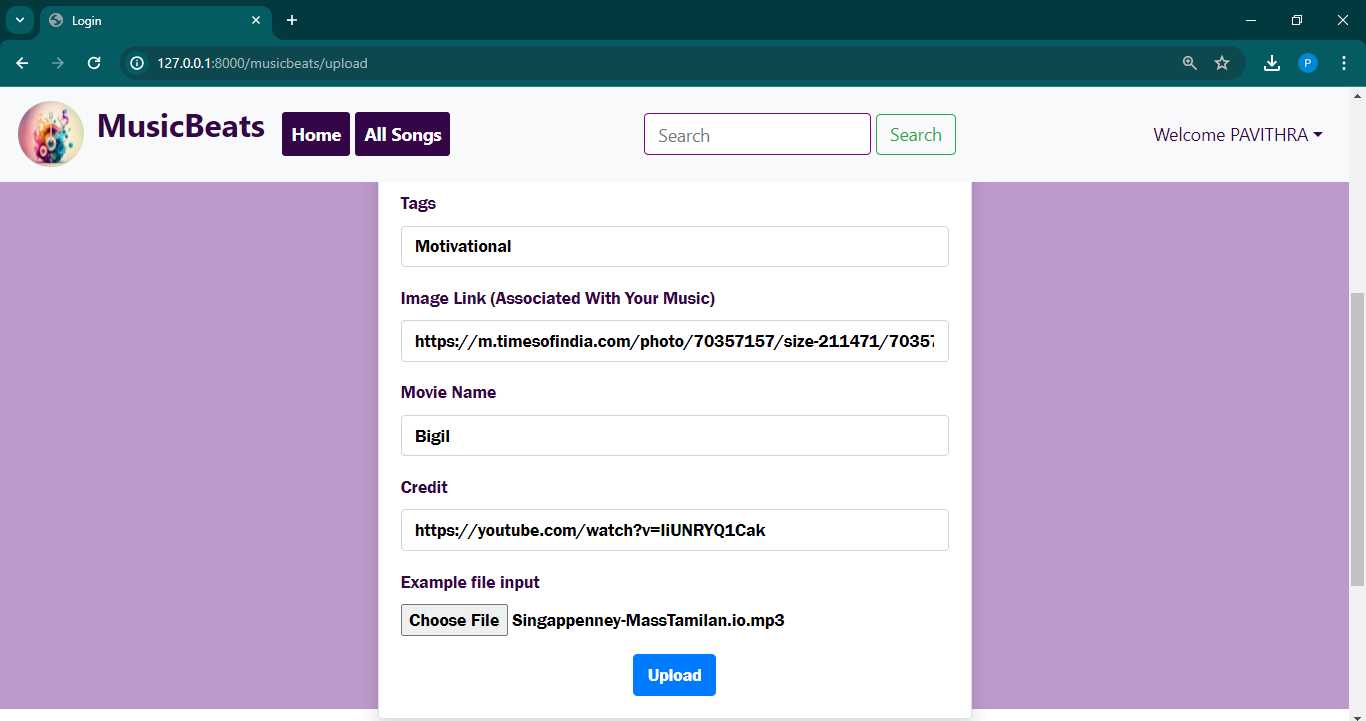 Login
127.0.0.1:8000/musicbeats/upload
P
MusicBeats
Home
All Songs
Search
Search
Welcome PAVITHRA
Tags
Motivational
Image Link (Associated With Your Music)
https://m.timesofindia.com/photo/70357157/size-211471/7035
Movie Name
Bigil
Credit
https://youtube.com/watch?v=IiUNRYQ1Cak
Example file input
Choose File Singappenney-MassTamilan.io.mp3
Upload